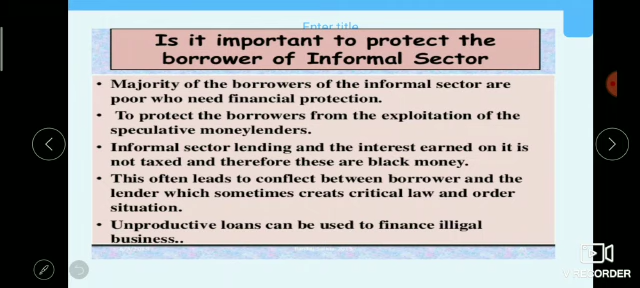 Enter title
Is it important to protect the
borrower of Informal Sector
• Majority of the borrowers of the informal sector are
poor who need financial protection.
• To protect the borrowers from the exploitation of the
speculative moneylenders.
• Informal sector lending and the interest earned on it is
not taxed and therefore these are black money.
• This often leads to conflict between borrower and the
lender which sometimes creats critical law and order
situation.
• Unproductive loans can be used to finance illigal
business..
V RECORDER